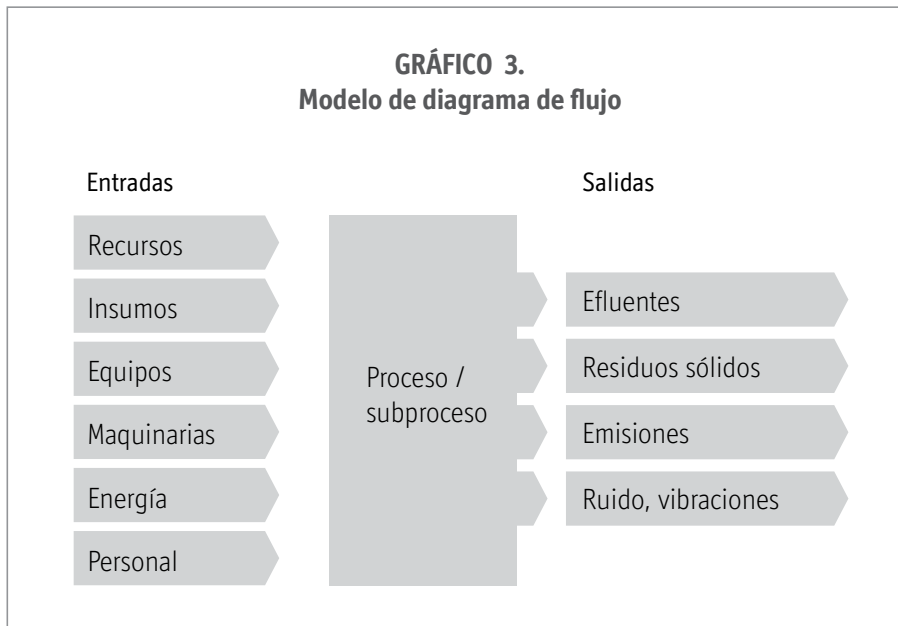 GRÁFICO 3.
Modelo de diagrama de flujo
Entradas
Recursos
Insumos
Equipos
Maquinarias
Energía
Personal
Proceso /
subproceso
Salidas
Efluentes
Residuos sólidos
Emisiones
Ruido, vibraciones